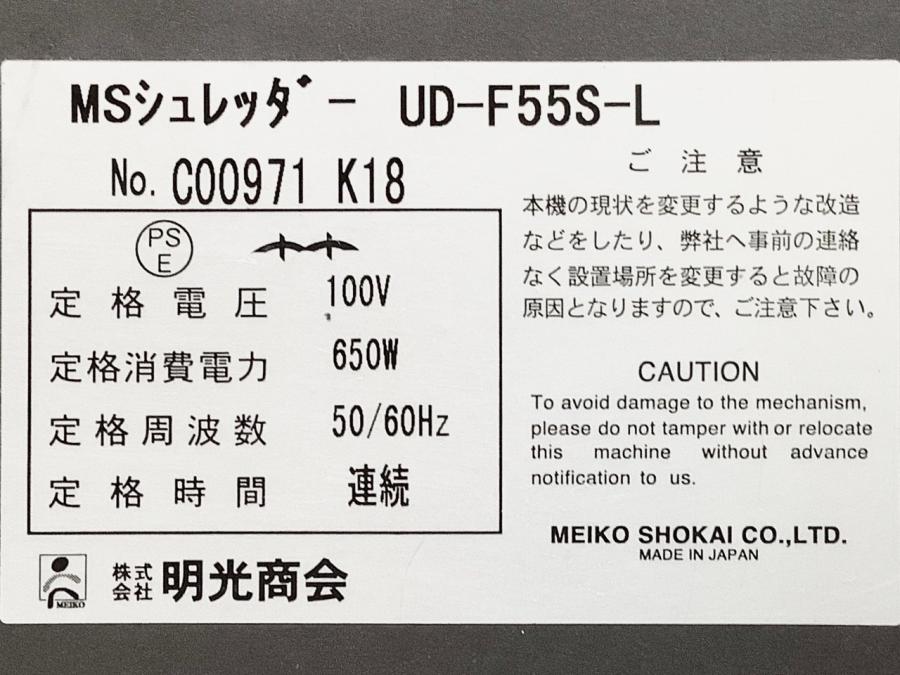 MSシュレッダー UD-F55S-L
No. C00971 K18
PS
E
定格電圧 100V
定格消費電力 650W
定格周波数 50/60Hz
定格時間 連続
ご注意
本機の現状を変更するような改造
などをしたり、弊社へ事前の連絡
なく設置場所を変更すると故障の
原因となりますので、ご注意下さい。
CAUTION
To avoid damage to the mechanism,
please do not tamper with or relocate
this machine without advance
notification to us.
MEIKO SHOKAI CO.,LTD.
MADE IN JAPAN
MEIKO
株式会社 明光商会